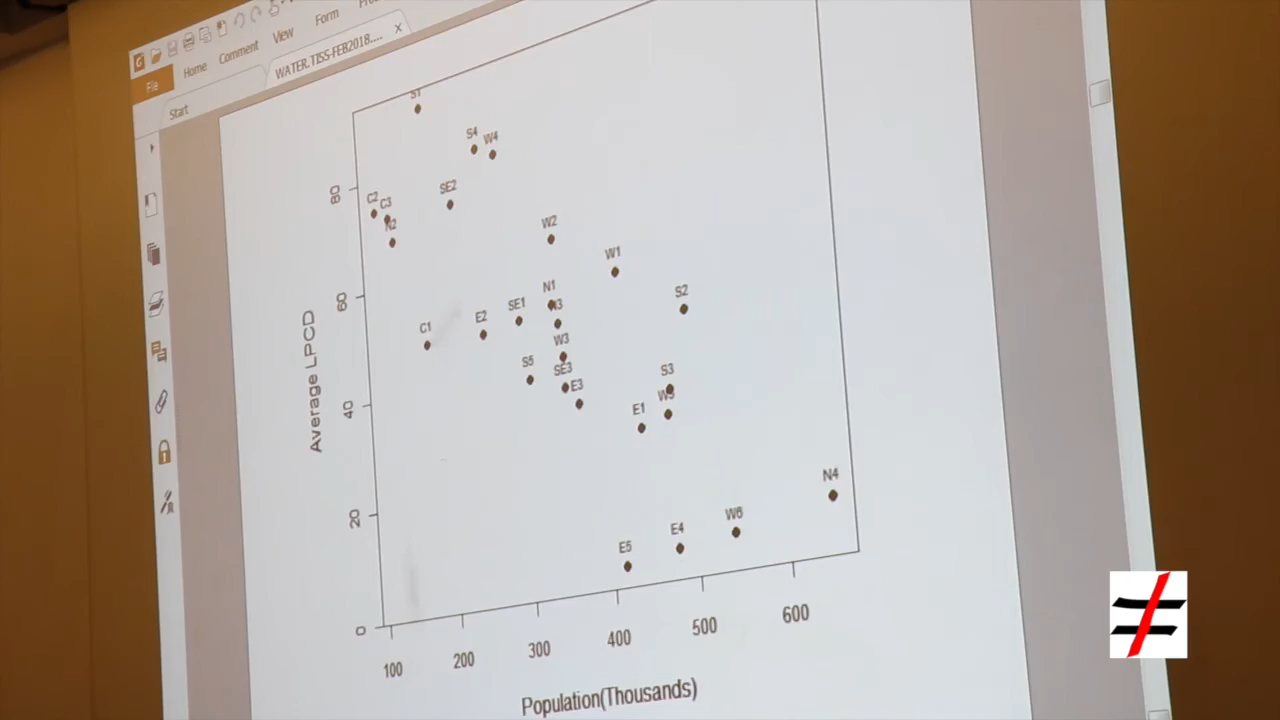 Form
Home Comment View
File
WATER.TISS-FEB2018....
Start
S1
S4
W4
C2
C3
SE2
N2
W2
W1
N1
S2
SE1
E2
C1
W3
S5
SE3
S3
E3
W5
E1
N4
W6
E4
E5
Average LPCD
80
60
40
20
0
100 200 300 400 500 600
Population(Thousands)